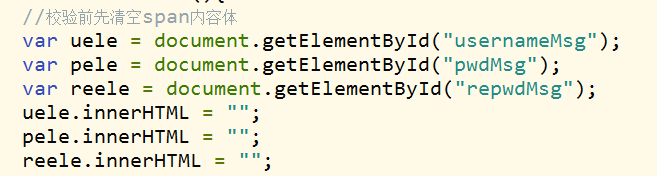 //校验前先清空span内容体
var uele = document.getElementById("usernameMsg");
var pele = document.getElementById("pwdMsg");
var reele = document.getElementById("repwdMsg");
uele.innerHTML = "";
pele.innerHTML = "";
reele.innerHTML = "";